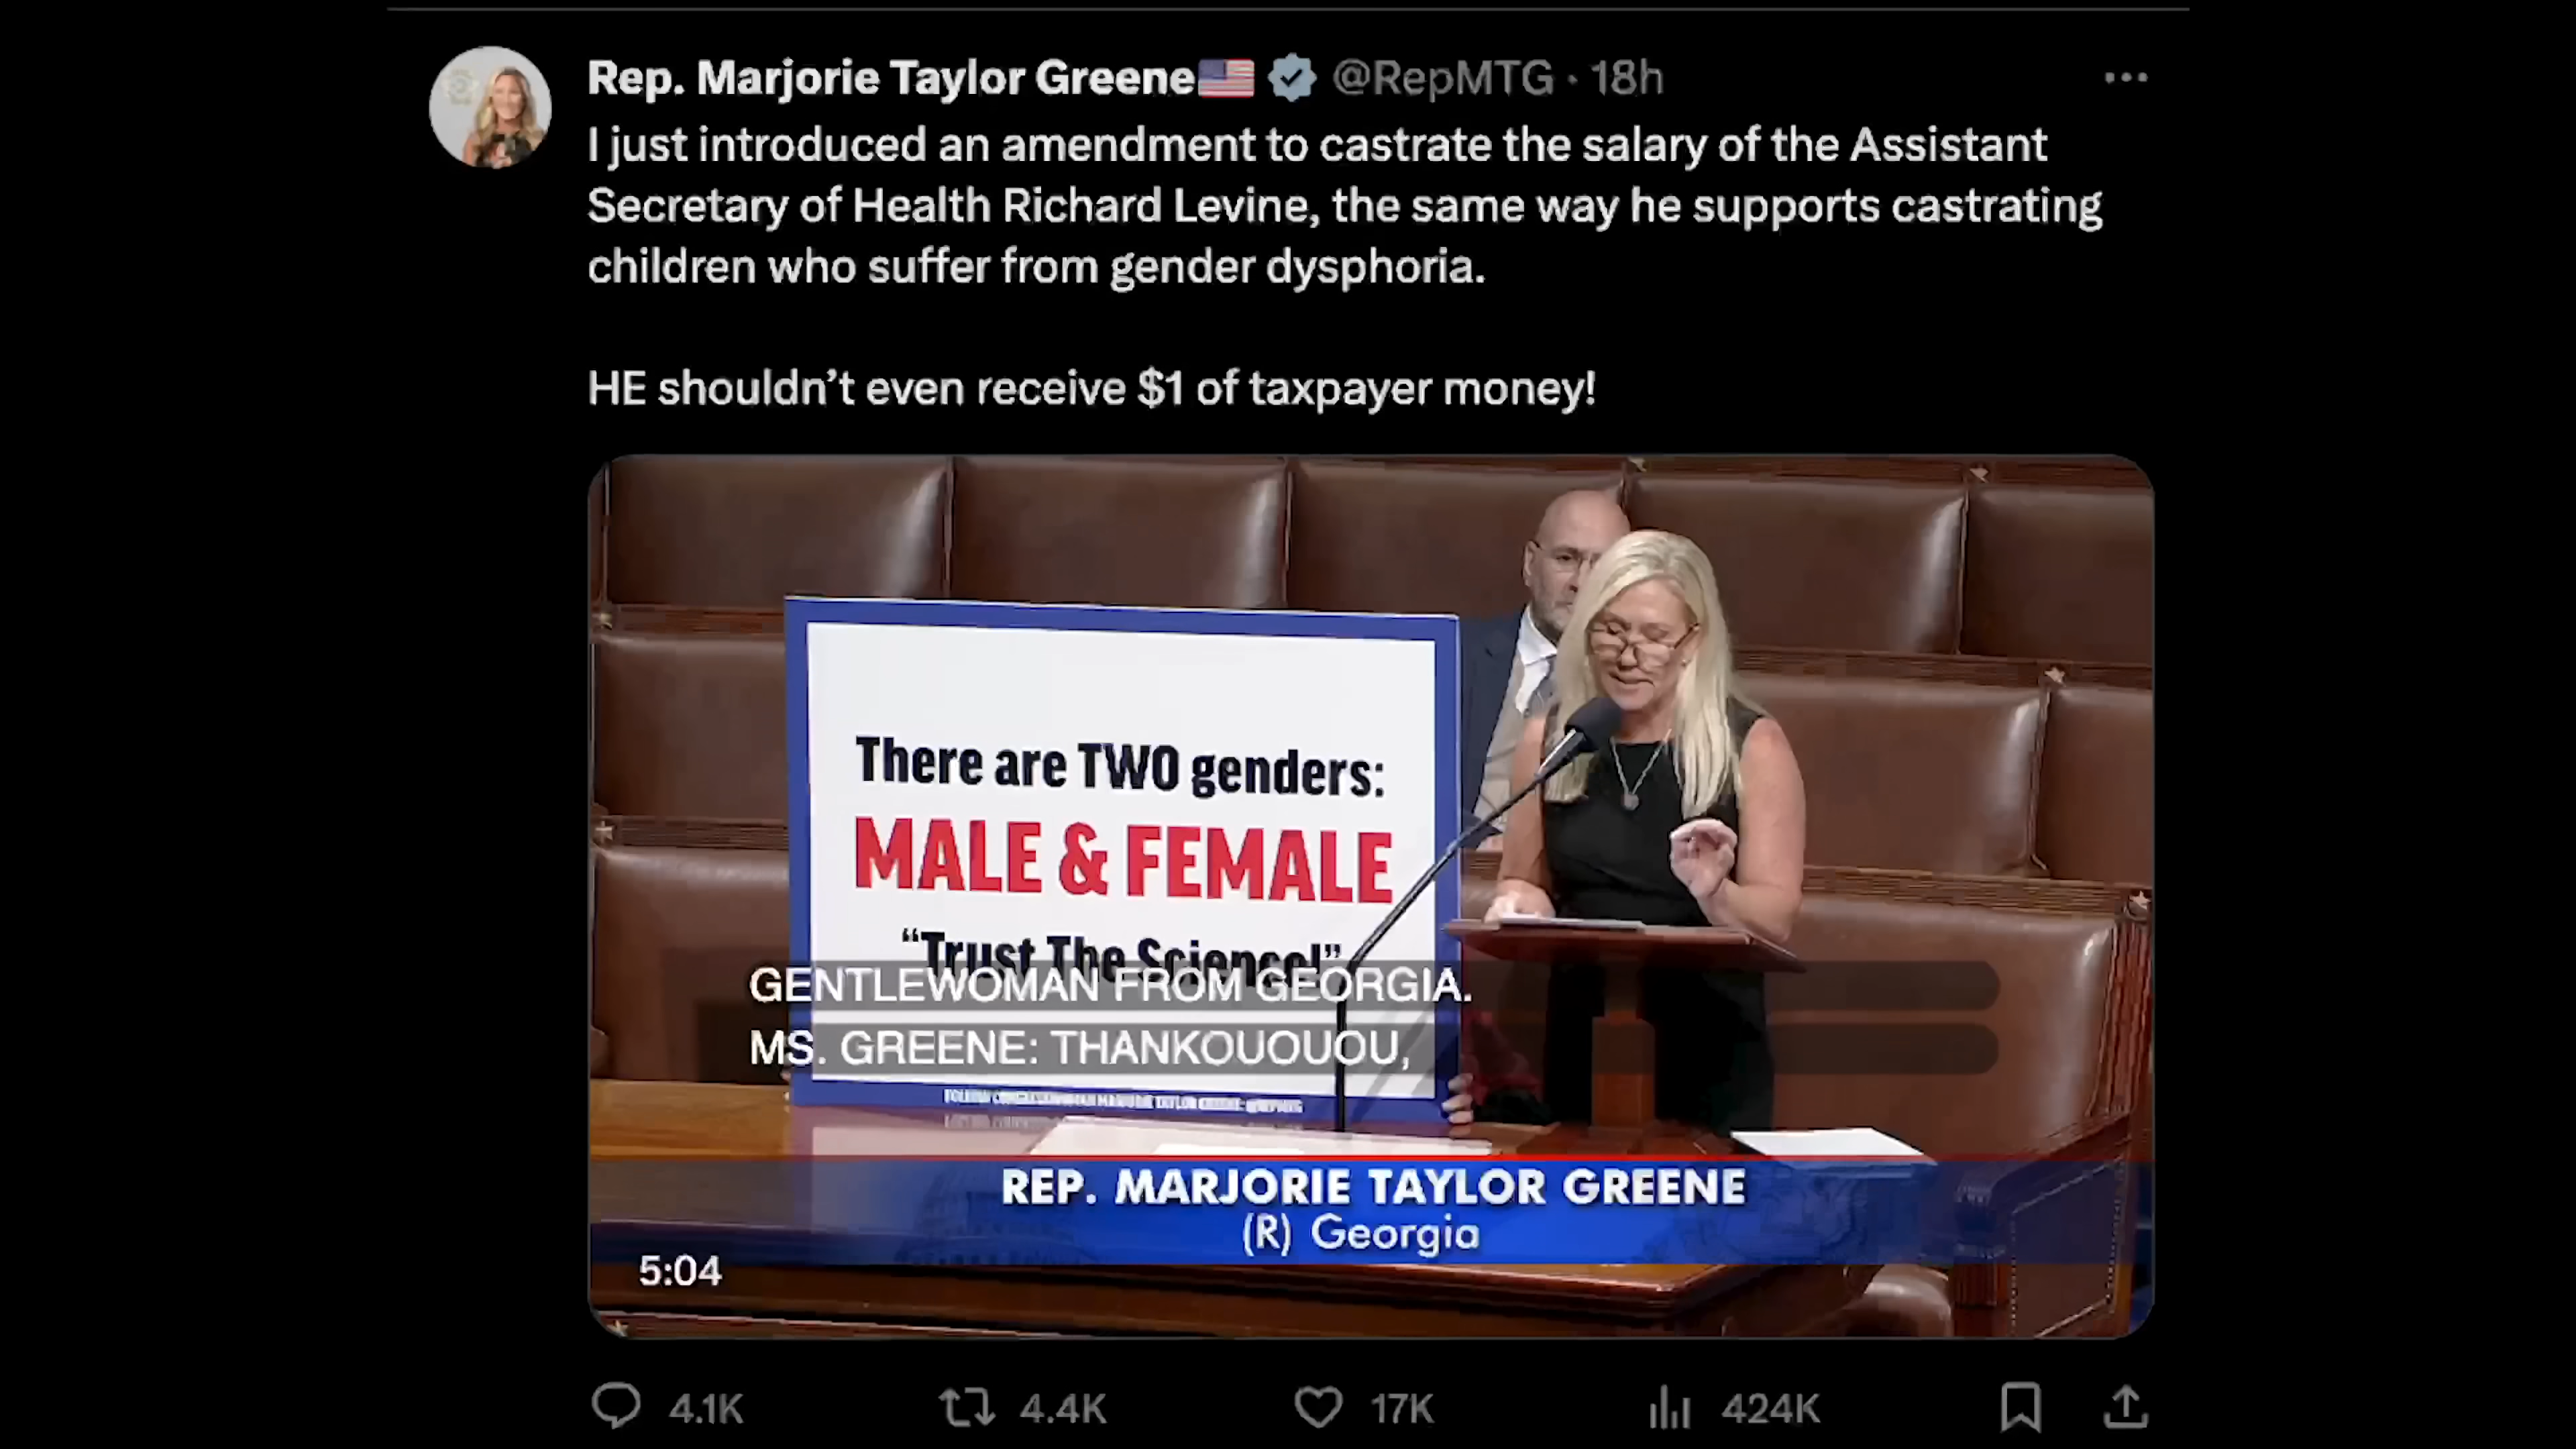 Rep. Marjorie Taylor Greene🇺🇸 @RepMTG · 18h
I just introduced an amendment to castrate the salary of the Assistant
Secretary of Health Richard Levine, the same way he supports castrating
children who suffer from gender dysphoria.
HE shouldn’t even receive $1 of taxpayer money!
There are TWO genders:
MALE & FEMALE
“Trust The Science!”
GENTLEWOMAN FROM GEORGIA.
MS. GREENE: THANKOUOUOU,
REP. MARJORIE TAYLOR GREENE
(R) Georgia
5:04
4.1K 4.4K 17K 424K